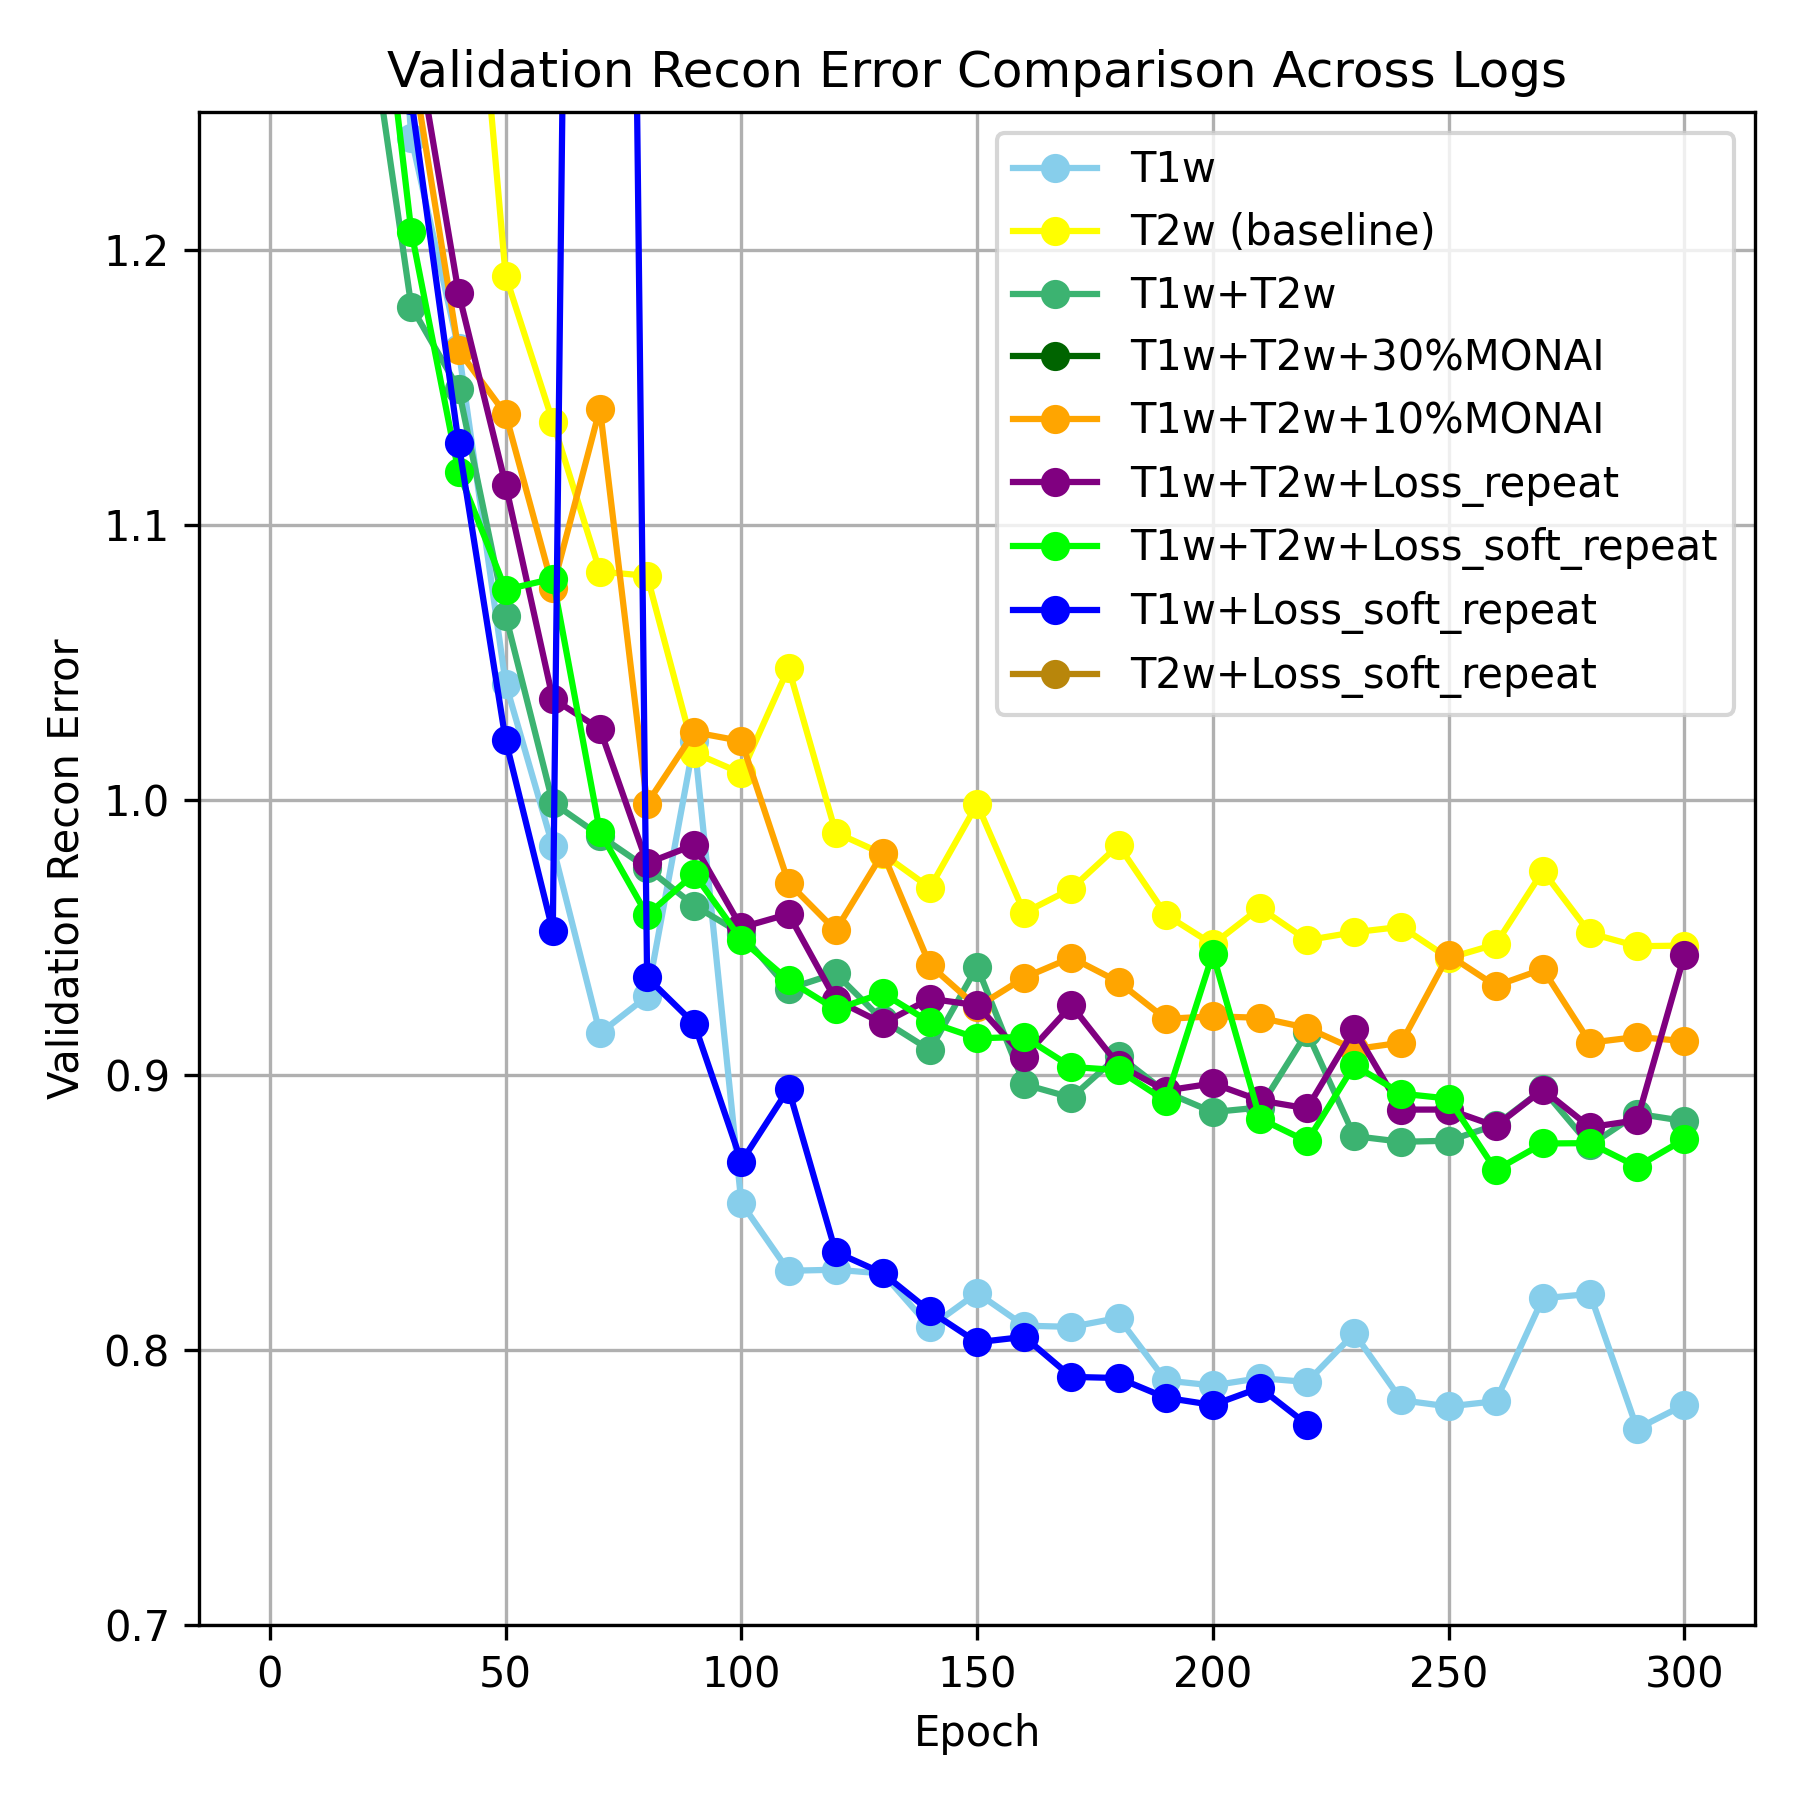 Validation Recon Error Comparison Across Logs
T1w
T2w (baseline)
T1w+T2w
T1w+T2w+30%MONAI
T1w+T2w+10%MONAI
T1w+T2w+Loss_repeat
T1w+T2w+Loss_soft_repeat
T1w+Loss_soft_repeat
T2w+Loss_soft_repeat
Validation Recon Error
1.2
1.1
1.0
0.9
0.8
0.7
0 50 100 150 200 250 300
Epoch